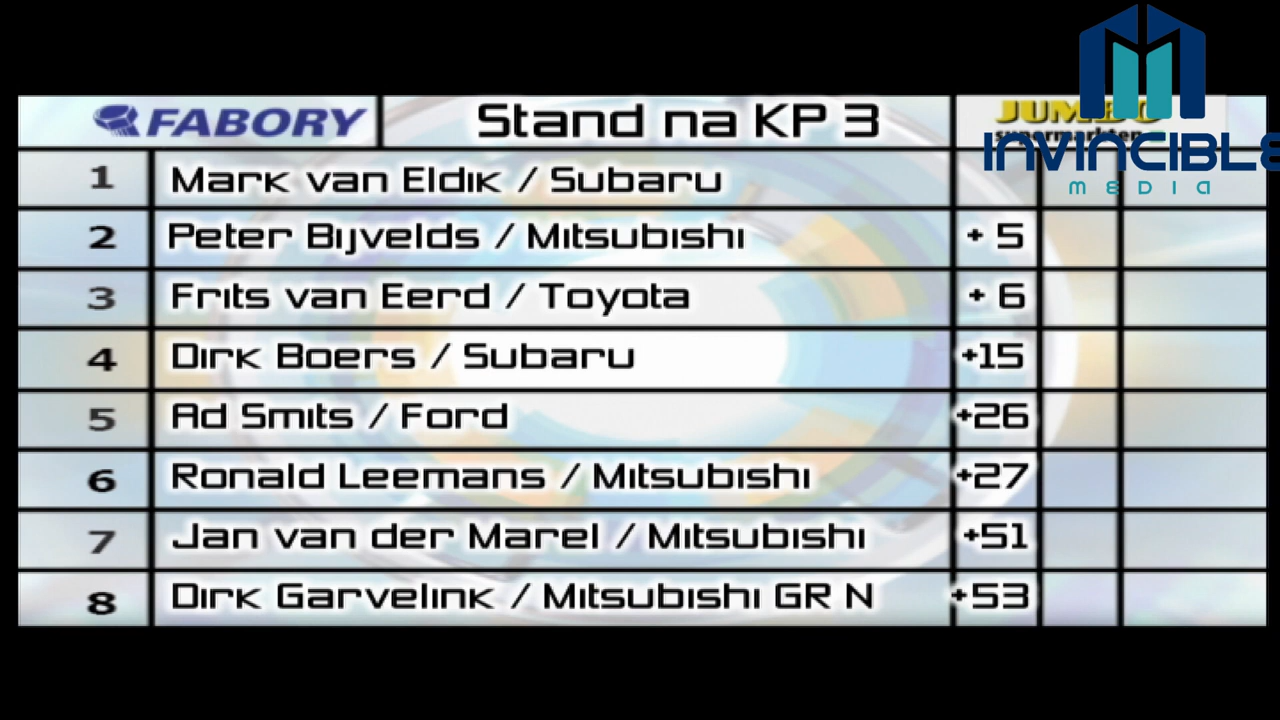 FABORY Stand na KP 3 JUMBO
supermarkten
INVINCIBLE
MEDIA
1 Mark van Eldik / Subaru
2 Peter Bijvelds / Mitsubishi + 5
3 Frits van Eerd / Toyota + 6
4 Dirk Boers / Subaru +15
5 Ad Smits / Ford +26
6 Ronald Leemans / Mitsubishi +27
7 Jan van der Marel / Mitsubishi +51
8 Dirk Garvelink / Mitsubishi GR N +53